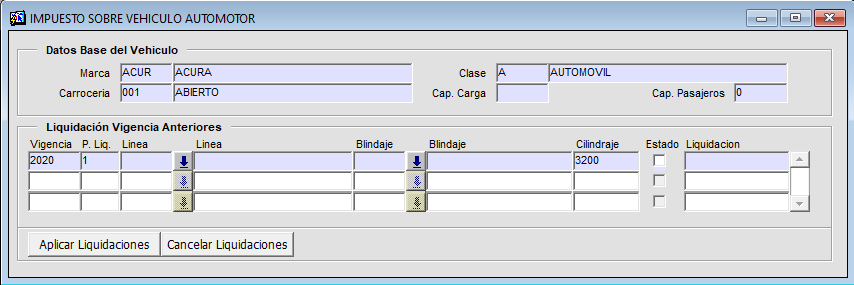 IMPUESTO SOBRE VEHICULO AUTOMOTOR
Datos Base del Vehiculo
Marca ACUR ACURA Clase A AUTOMOVIL
Carroceria 001 ABIERTO Cap. Carga Cap. Pasajeros 0
Liquidación Vigencia Anteriores
Vigencia P. Liq. Linea Linea Blindaje Blindaje Cilindraje Estado Liquidacion
2020 1 3200
Aplicar Liquidaciones Cancelar Liquidaciones